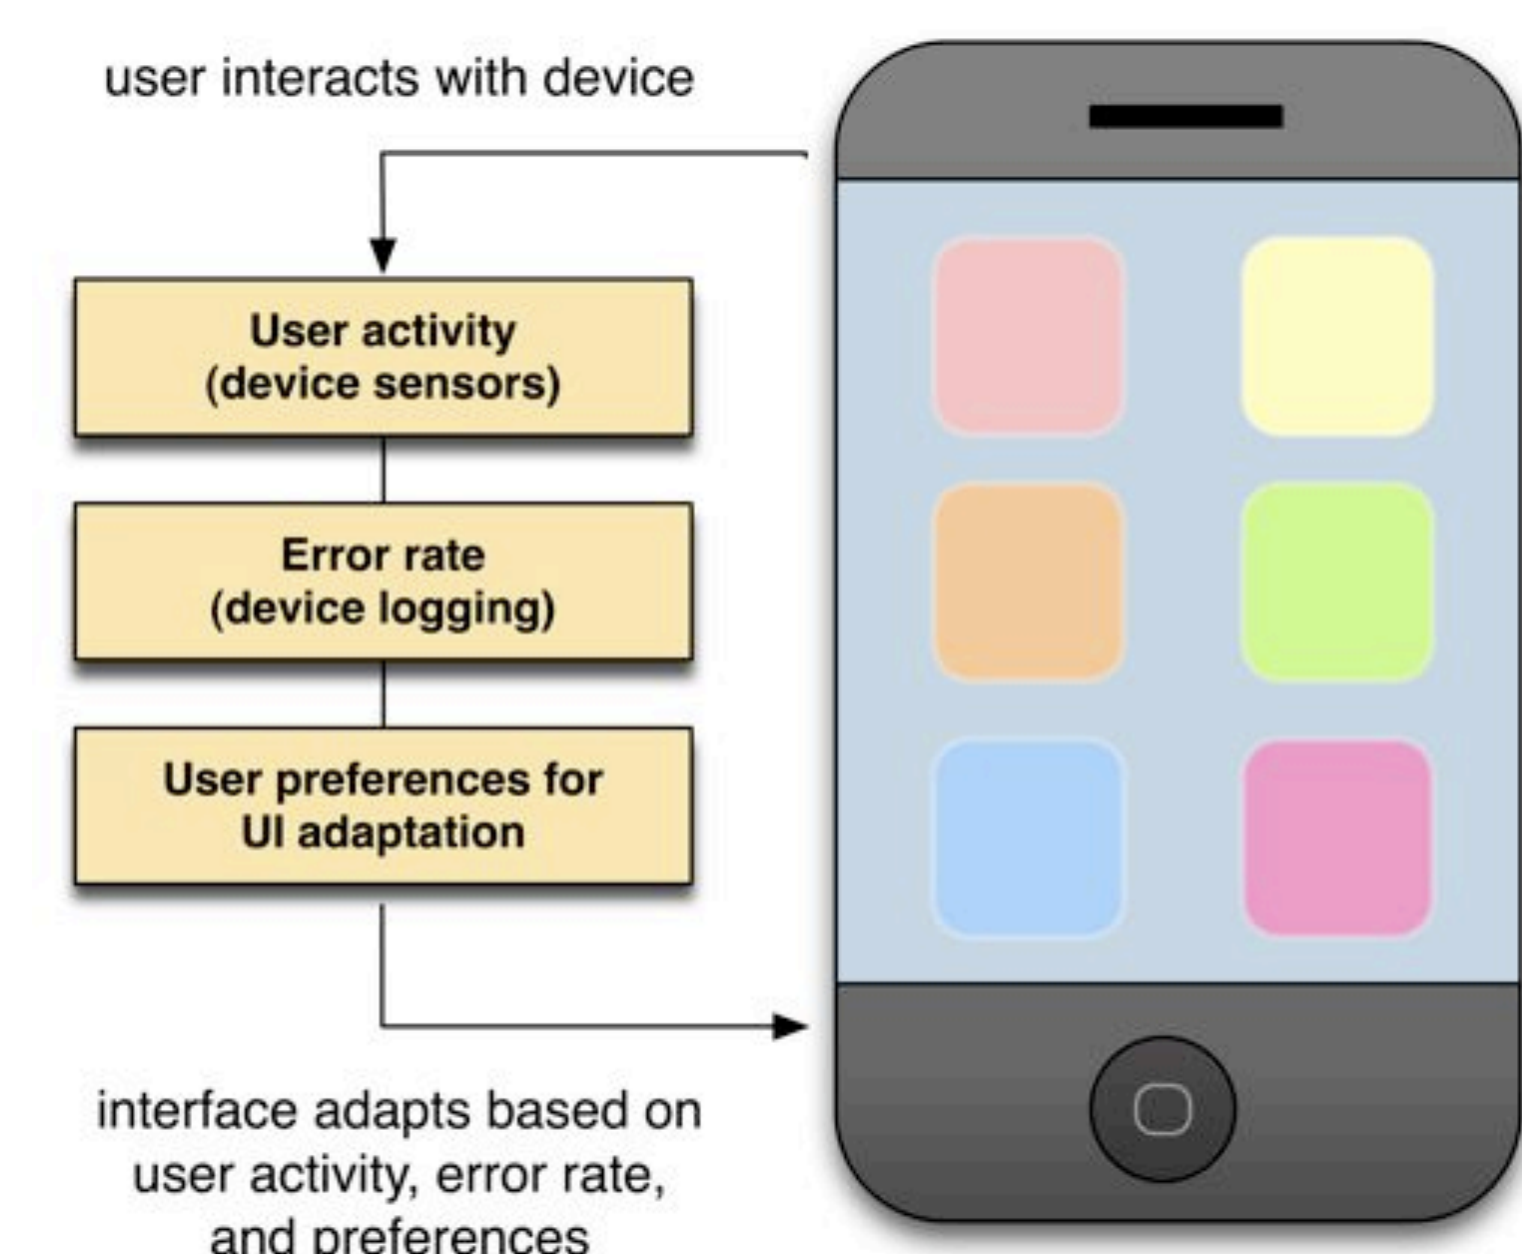 user interacts with device
User activity
(device sensors)
Error rate
(device logging)
User preferences for
UI adaptation
interface adapts based on
user activity, error rate,
and preferences